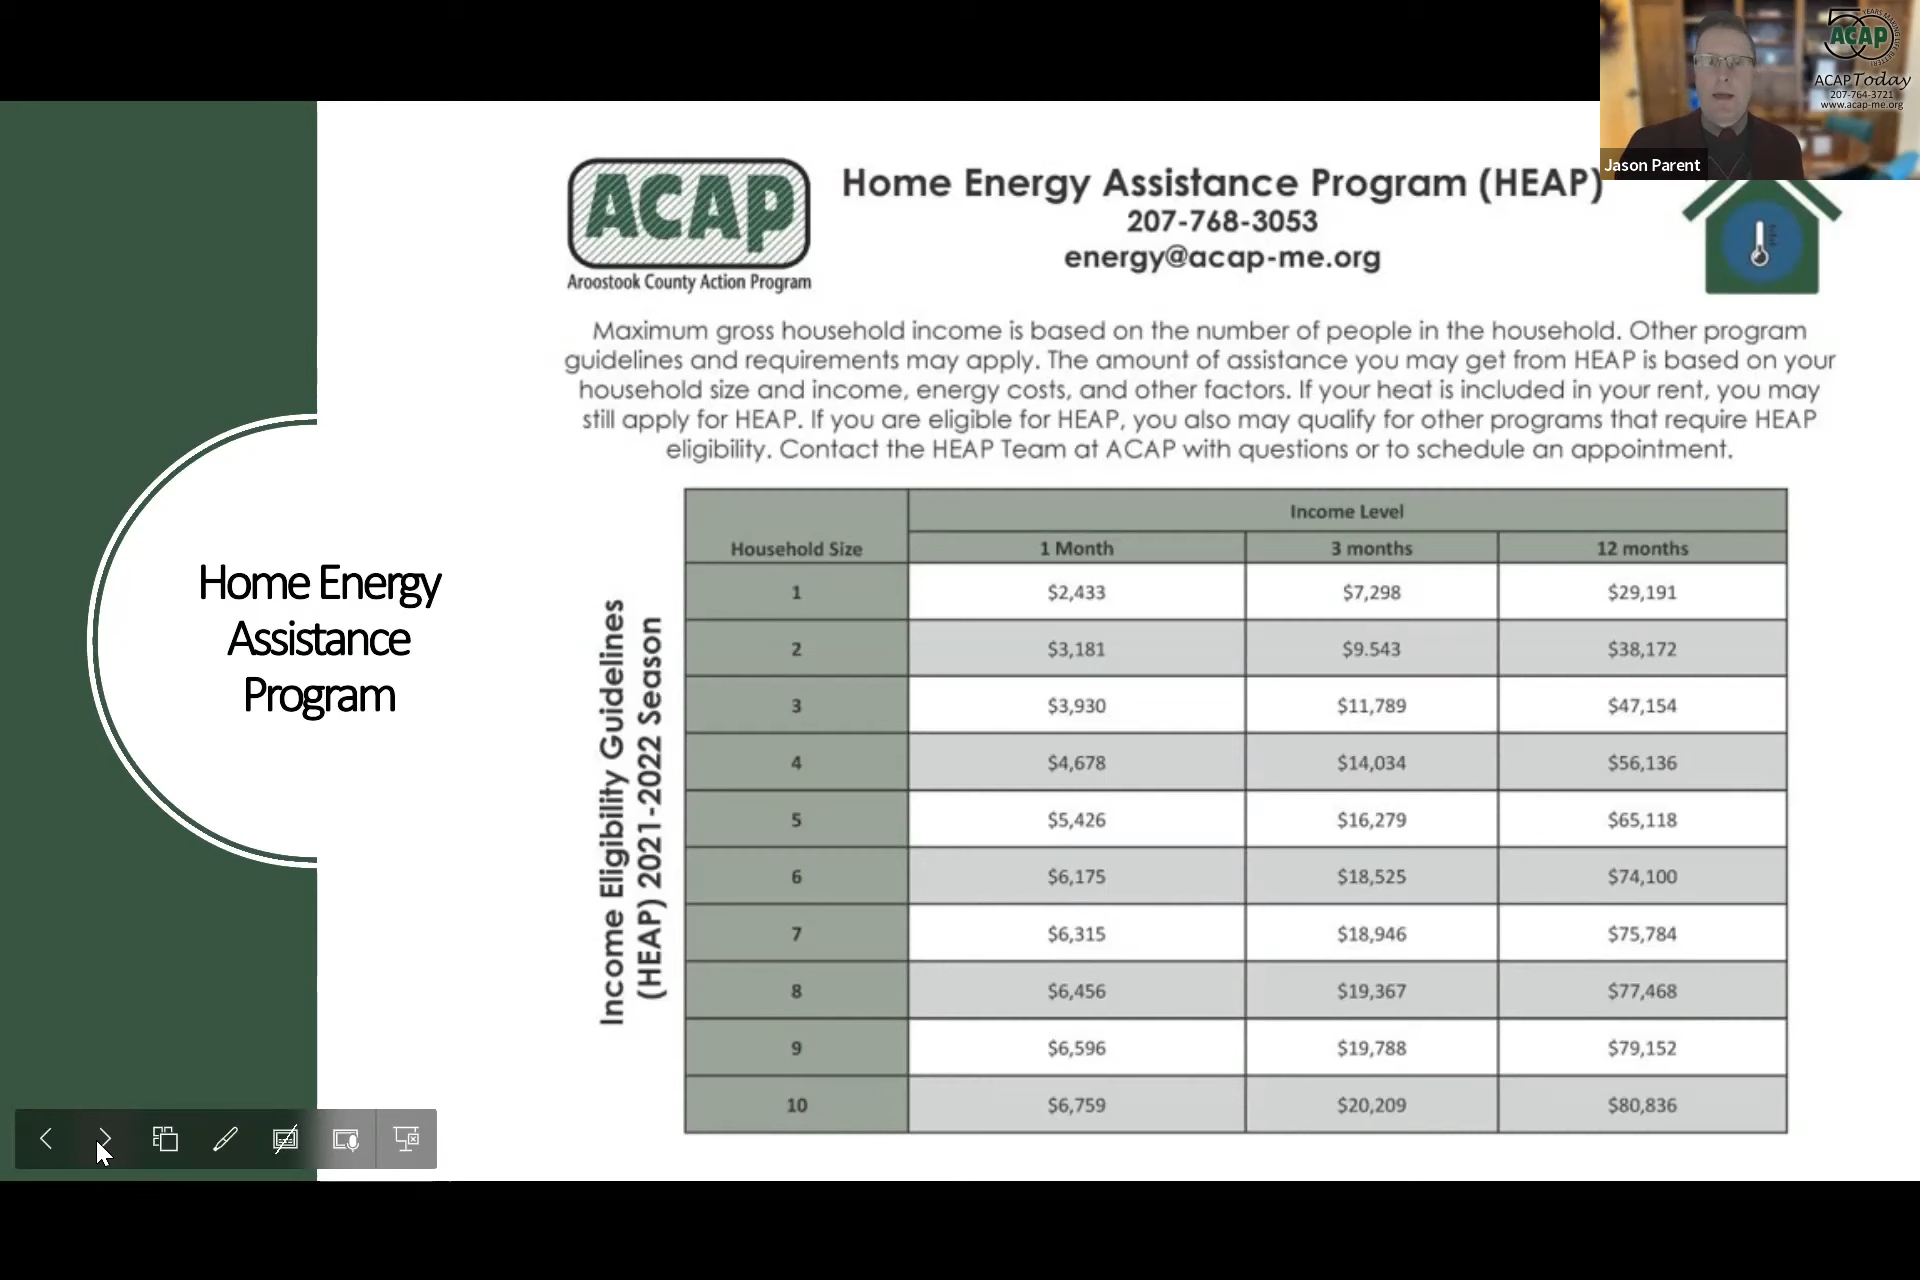 ACAP
YEARS MAKING LIFE BETTER!
ACAPToday
207-764-3721
www.acap-me.org
Jason Parent
ACAP
Aroostook County Action Program
Home Energy Assistance Program (HEAP)
207-768-3053
energy@acap-me.org
Maximum gross household income is based on the number of people in the household. Other program
guidelines and requirements may apply. The amount of assistance you may get from HEAP is based on your
household size and income, energy costs, and other factors. If your heat is included in your rent, you may
still apply for HEAP. If you are eligible for HEAP, you also may qualify for other programs that require HEAP
eligibility. Contact the HEAP Team at ACAP with questions or to schedule an appointment.
Home Energy
Assistance
Program
Income Eligibility Guidelines
(HEAP) 2021-2022 Season
Income Level
Household Size 1 Month 3 months 12 months
1 $2,433 $7,298 $29,191
2 $3,181 $9.543 $38,172
3 $3,930 $11,789 $47,154
4 $4,678 $14,034 $56,136
5 $5,426 $16,279 $65,118
6 $6,175 $18,525 $74,100
7 $6,315 $18,946 $75,784
8 $6,456 $19,367 $77,468
9 $6,596 $19,788 $79,152
10 $6,759 $20,209 $80,836